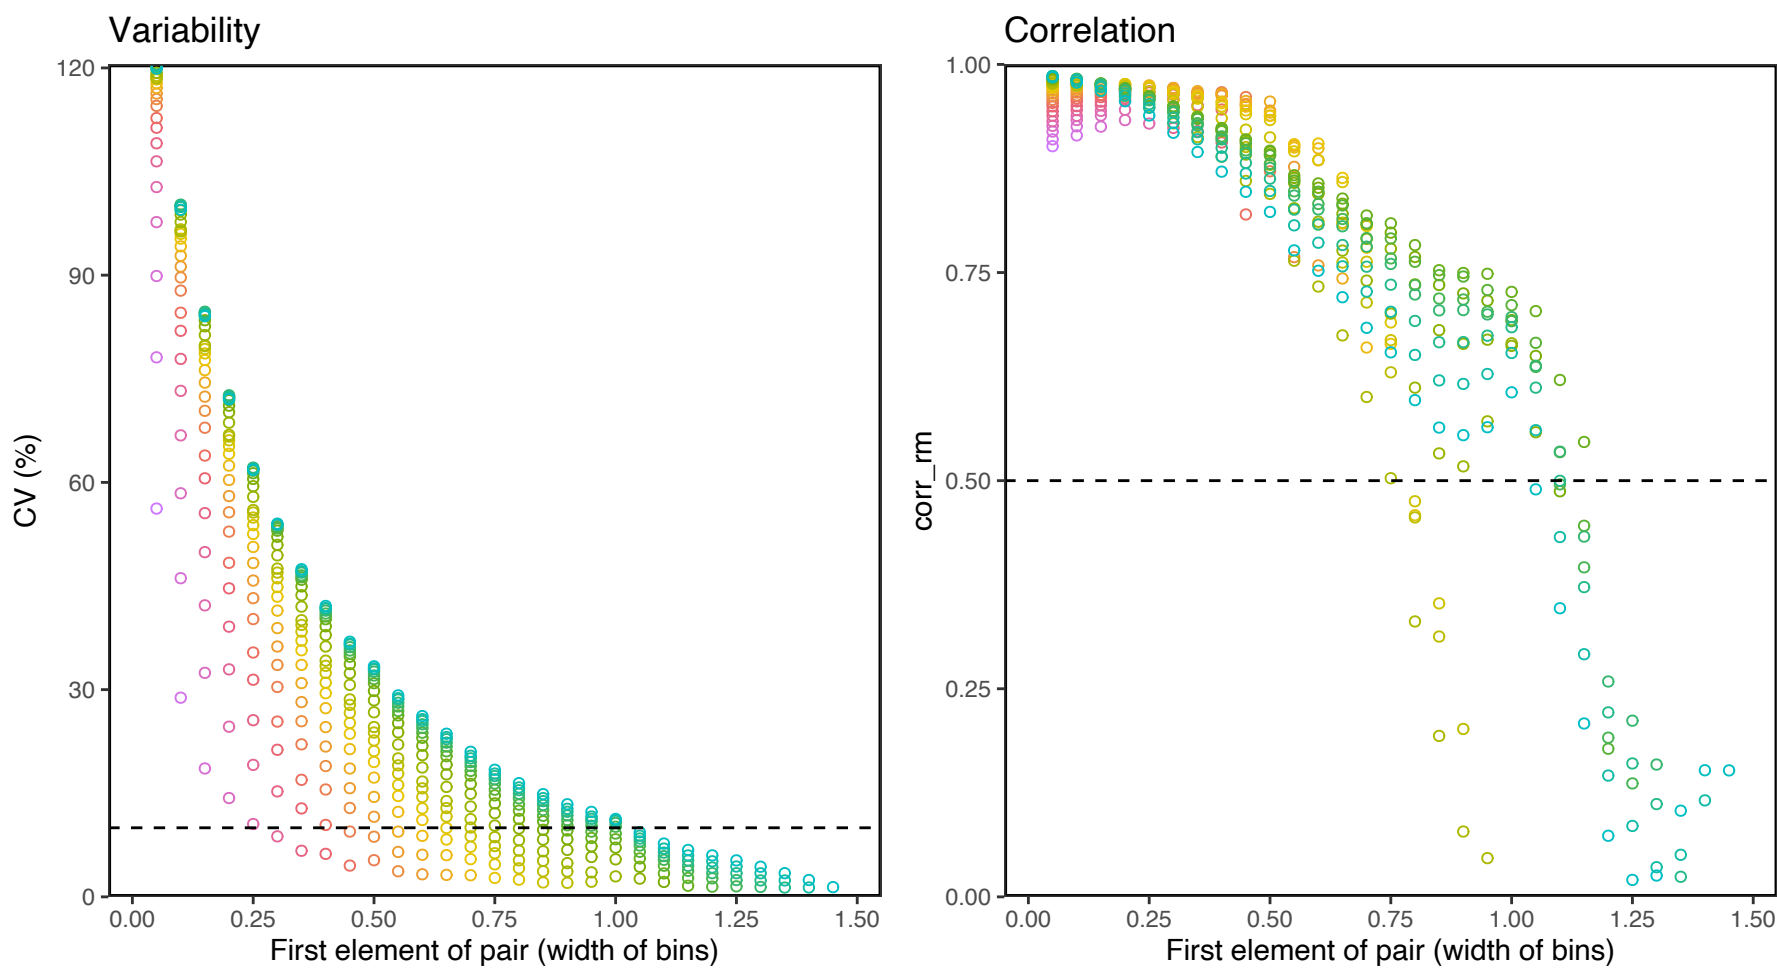 Variability
120
90
60
30
0
CV (%)
0.00 0.25 0.50 0.75 1.00 1.25 1.50
First element of pair (width of bins)
Correlation
1.00
0.75
0.50
0.25
0.00
corr_rm
0.00 0.25 0.50 0.75 1.00 1.25 1.50
First element of pair (width of bins)